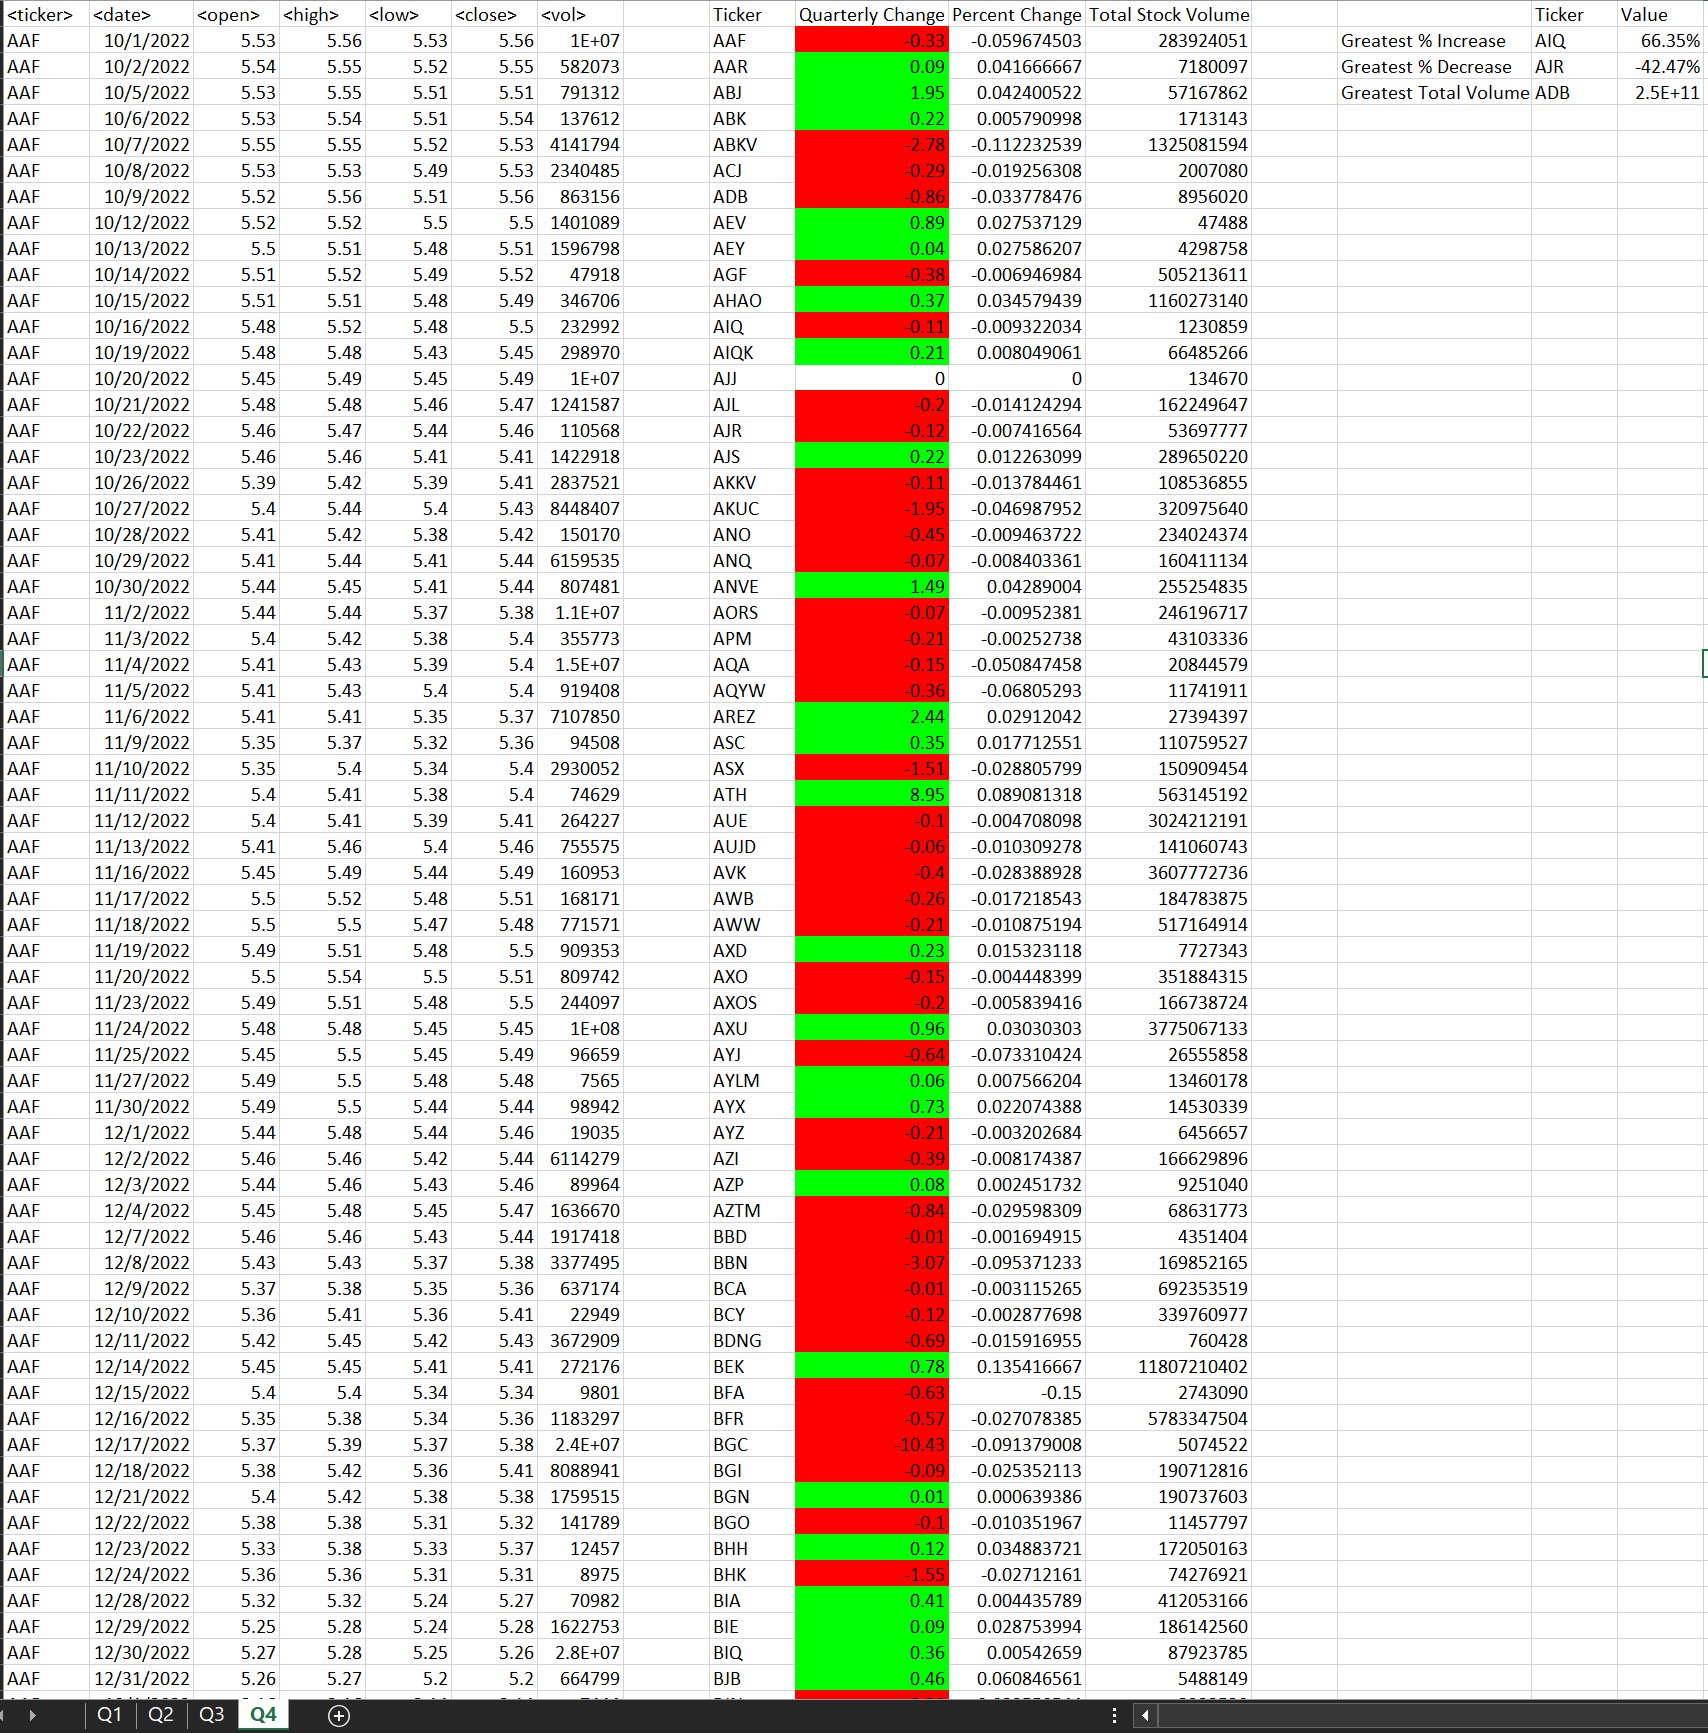 <ticker> <date> <open> <high> <low> <close> <vol> Ticker Quarterly Change Percent Change Total Stock Volume Ticker Value
AAF 10/1/2022 5.53 5.56 5.53 5.56 1E+07 AAF -0.33 -0.059674503 283924051 Greatest % Increase AIQ 66.35%
AAF 10/2/2022 5.54 5.55 5.52 5.55 582073 AAR 0.09 0.041666667 7180097 Greatest % Decrease AJR -42.47%
AAF 10/5/2022 5.53 5.55 5.51 5.51 791312 ABJ 1.95 0.042400522 57167862 Greatest Total Volume ADB 2.5E+11
AAF 10/6/2022 5.53 5.54 5.51 5.54 137612 ABK 0.22 0.005790998 1713143
AAF 10/7/2022 5.55 5.55 5.52 5.53 4141794 ABKV -2.78 -0.112232539 1325081594
AAF 10/8/2022 5.53 5.53 5.49 5.53 2340485 ACJ -0.29 -0.019256308 2007080
AAF 10/9/2022 5.52 5.56 5.51 5.56 863156 ADB -0.86 -0.033778476 8956020
AAF 10/12/2022 5.52 5.52 5.5 5.5 1401089 AEV 0.89 0.027537129 47488
AAF 10/13/2022 5.5 5.51 5.48 5.51 1596798 AEY 0.04 0.027586207 4298758
AAF 10/14/2022 5.51 5.52 5.49 5.52 47918 AGF -0.38 -0.006946984 505213611
AAF 10/15/2022 5.51 5.51 5.48 5.49 346706 AHAO 0.37 0.034579439 1160273140
AAF 10/16/2022 5.48 5.52 5.48 5.5 232992 AIQ -0.11 -0.009322034 1230859
AAF 10/19/2022 5.48 5.48 5.43 5.45 298970 AIQK 0.21 0.008049061 66485266
AAF 10/20/2022 5.45 5.49 5.45 5.49 1E+07 AJJ 0 0 134670
AAF 10/21/2022 5.48 5.48 5.46 5.47 1241587 AJL -0.2 -0.014124294 162249647
AAF 10/22/2022 5.46 5.47 5.44 5.46 110568 AJR -0.12 -0.007416564 53697777
AAF 10/23/2022 5.46 5.46 5.41 5.41 1422918 AJS 0.22 0.012263099 289650220
AAF 10/26/2022 5.39 5.42 5.39 5.41 2837521 AKKV -0.11 -0.013784461 108536855
AAF 10/27/2022 5.4 5.44 5.4 5.43 8448407 AKUC -1.95 -0.046987952 320975640
AAF 10/28/2022 5.41 5.42 5.38 5.42 150170 ANO -0.45 -0.009463722 234024374
AAF 10/29/2022 5.41 5.44 5.41 5.44 6159535 ANQ -0.07 -0.008403361 160411134
AAF 10/30/2022 5.44 5.45 5.41 5.44 807481 ANVE 1.49 0.04289004 255254835
AAF 11/2/2022 5.44 5.44 5.37 5.38 1.1E+07 AORS -0.07 -0.00952381 246196717
AAF 11/3/2022 5.4 5.42 5.38 5.4 355773 APM -0.21 -0.00252738 43103336
AAF 11/4/2022 5.41 5.43 5.39 5.4 1.5E+07 AQA -0.15 -0.050847458 20844579
AAF 11/5/2022 5.41 5.43 5.4 5.4 919408 AQYW -0.36 -0.06805293 11741911
AAF 11/6/2022 5.41 5.41 5.35 5.37 7107850 AREZ 2.44 0.02912042 27394397
AAF 11/9/2022 5.35 5.37 5.32 5.36 94508 ASC 0.35 0.017712551 110759527
AAF 11/10/2022 5.35 5.4 5.34 5.4 2930052 ASX -1.51 -0.028805799 150909454
AAF 11/11/2022 5.4 5.41 5.38 5.4 74629 ATH 8.95 0.089081318 563145192
AAF 11/12/2022 5.4 5.41 5.39 5.41 264227 AUE -0.1 -0.004708098 3024212191
AAF 11/13/2022 5.41 5.46 5.4 5.46 755575 AUJD -0.06 -0.010309278 141060743
AAF 11/16/2022 5.45 5.49 5.44 5.49 160953 AVK -0.4 -0.028388928 3607772736
AAF 11/17/2022 5.5 5.52 5.48 5.51 168171 AWB -0.26 -0.017218543 184783875
AAF 11/18/2022 5.5 5.5 5.47 5.48 771571 AWW -0.21 -0.010875194 517164914
AAF 11/19/2022 5.49 5.51 5.48 5.5 909353 AXD 0.23 0.015323118 7727343
AAF 11/20/2022 5.5 5.54 5.5 5.51 809742 AXO -0.15 -0.004448399 351884315
AAF 11/23/2022 5.49 5.51 5.48 5.5 244097 AXOS -0.2 -0.005839416 166738724
AAF 11/24/2022 5.48 5.48 5.45 5.45 1E+08 AXU 0.96 0.03030303 3775067133
AAF 11/25/2022 5.45 5.5 5.45 5.49 96659 AYJ -0.64 -0.073310424 26555858
AAF 11/27/2022 5.49 5.5 5.48 5.48 7565 AYLM 0.06 0.007566204 13460178
AAF 11/30/2022 5.49 5.5 5.44 5.44 98942 AYX 0.73 0.022074388 14530339
AAF 12/1/2022 5.44 5.48 5.44 5.46 19035 AYZ -0.21 -0.003202684 6456657
AAF 12/2/2022 5.46 5.46 5.42 5.44 6114279 AZI -0.39 -0.008174387 166629896
AAF 12/3/2022 5.44 5.46 5.43 5.46 89964 AZP 0.08 0.002451732 9251040
AAF 12/4/2022 5.45 5.48 5.45 5.47 1636670 AZTM -0.84 -0.029598309 68631773
AAF 12/7/2022 5.46 5.46 5.43 5.44 1917418 BBD -0.01 -0.001694915 4351404
AAF 12/8/2022 5.43 5.43 5.37 5.38 3377495 BBN -3.07 -0.095371233 169852165
AAF 12/9/2022 5.37 5.38 5.35 5.36 637174 BCA -0.01 -0.003115265 692353519
AAF 12/10/2022 5.36 5.41 5.36 5.41 22949 BCY -0.12 -0.002877698 339760977
AAF 12/11/2022 5.42 5.45 5.42 5.43 3672909 BDNG -0.69 -0.015916955 760428
AAF 12/14/2022 5.45 5.45 5.41 5.41 272176 BEK 0.78 0.135416667 11807210402
AAF 12/15/2022 5.4 5.4 5.34 5.34 9801 BFA -0.63 -0.15 2743090
AAF 12/16/2022 5.35 5.38 5.34 5.36 1183297 BFR -0.57 -0.027078385 5783347504
AAF 12/17/2022 5.37 5.39 5.37 5.38 2.4E+07 BGC -10.43 -0.091379008 5074522
AAF 12/18/2022 5.38 5.42 5.36 5.41 8088941 BGI -0.09 -0.025352113 190712816
AAF 12/21/2022 5.4 5.42 5.38 5.38 1759515 BGN 0.01 0.000639386 190737603
AAF 12/22/2022 5.38 5.38 5.31 5.32 141789 BGO -0.1 -0.010351967 11457797
AAF 12/23/2022 5.33 5.38 5.33 5.37 12457 BHH 0.12 0.034883721 172050163
AAF 12/24/2022 5.36 5.36 5.31 5.31 8975 BHK -1.55 -0.02712161 74276921
AAF 12/28/2022 5.32 5.32 5.24 5.27 70982 BIA 0.41 0.004435789 412053166
AAF 12/29/2022 5.25 5.28 5.24 5.28 1622753 BIE 0.09 0.028753994 186142560
AAF 12/30/2022 5.27 5.28 5.25 5.26 2.8E+07 BIQ 0.36 0.00542659 87923785
AAF 12/31/2022 5.26 5.27 5.2 5.2 664799 BJB 0.46 0.060846561 5488149
Q1 Q2 Q3 Q4